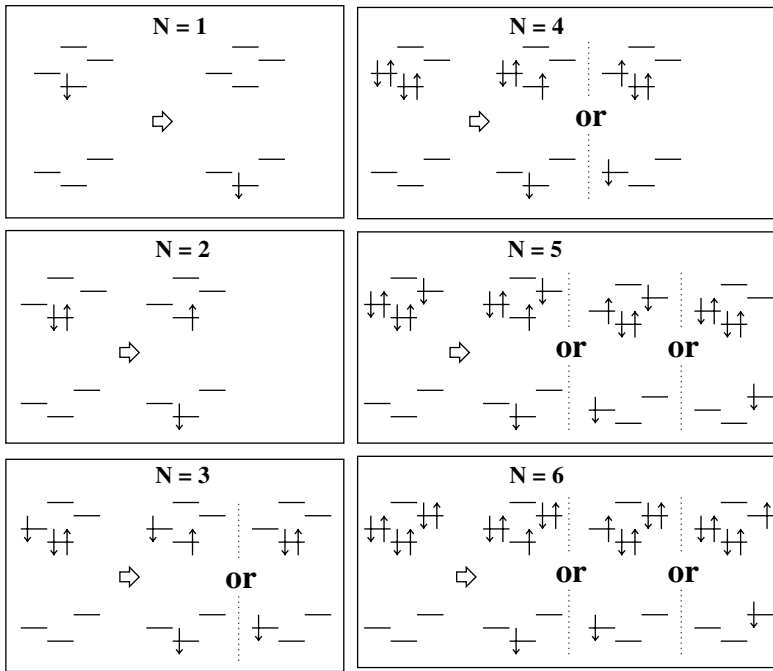 N = 1
N = 4
or
N = 2
N = 5
or
or
N = 3
or
N = 6
or
or